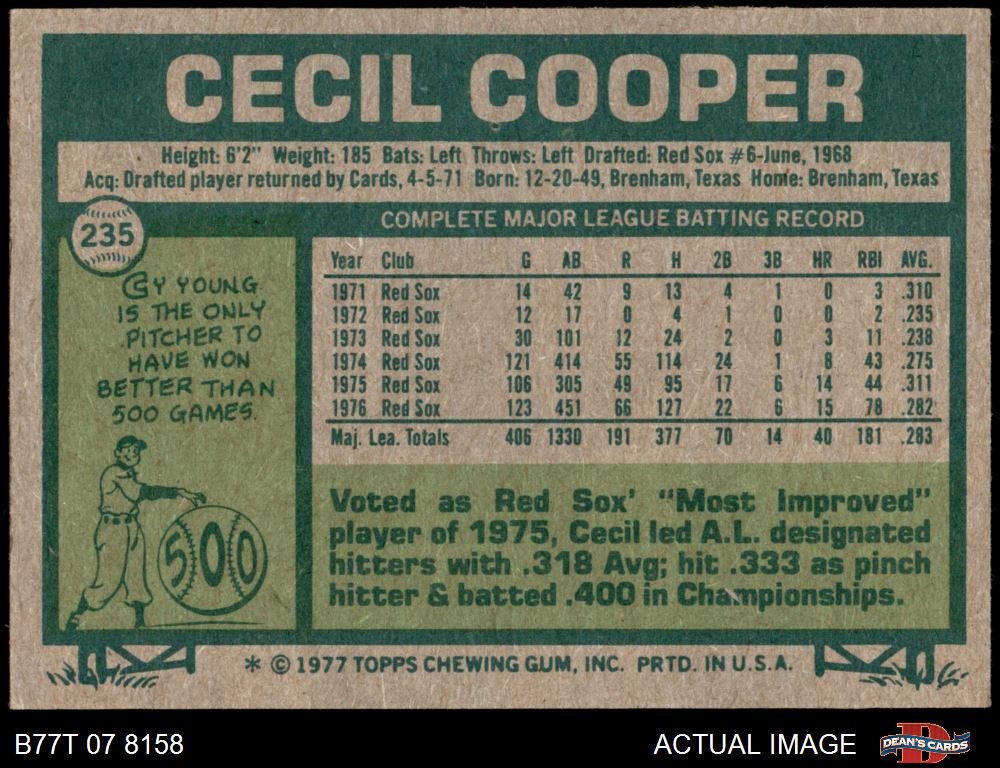 CECIL COOPER
Height: 6'2" Weight: 185 Bats: Left Throws: Left Drafted: Red Sox #6-June, 1968
Acq: Drafted player returned by Cards, 4-5-71 Born: 12-20-49, Brenham, Texas Home: Brenham, Texas
235
CY YOUNG
IS THE ONLY
PITCHER TO
HAVE WON
BETTER THAN
500 GAMES.
500
COMPLETE MAJOR LEAGUE BATTING RECORD
Year Club G AB R H 2B 3B HR RBI AVG.
1971 Red Sox 14 42 9 13 4 1 0 3 .310
1972 Red Sox 12 17 0 4 1 0 0 2 .235
1973 Red Sox 30 101 12 24 2 0 3 11 .238
1974 Red Sox 121 414 55 114 24 1 8 43 .275
1975 Red Sox 106 305 49 95 17 6 14 44 .311
1976 Red Sox 123 451 66 127 22 6 15 78 .282
Maj. Lea. Totals 406 1330 191 377 70 14 40 181 .283
Voted as Red Sox' "Most Improved"
player of 1975, Cecil led A.L. designated
hitters with .318 Avg; hit .333 as pinch
hitter & batted .400 in Championships.
* © 1977 TOPPS CHEWING GUM, INC. PRTD. IN U.S.A.
B77T 07 8158
ACTUAL IMAGE
D
DEAN'S CARDS